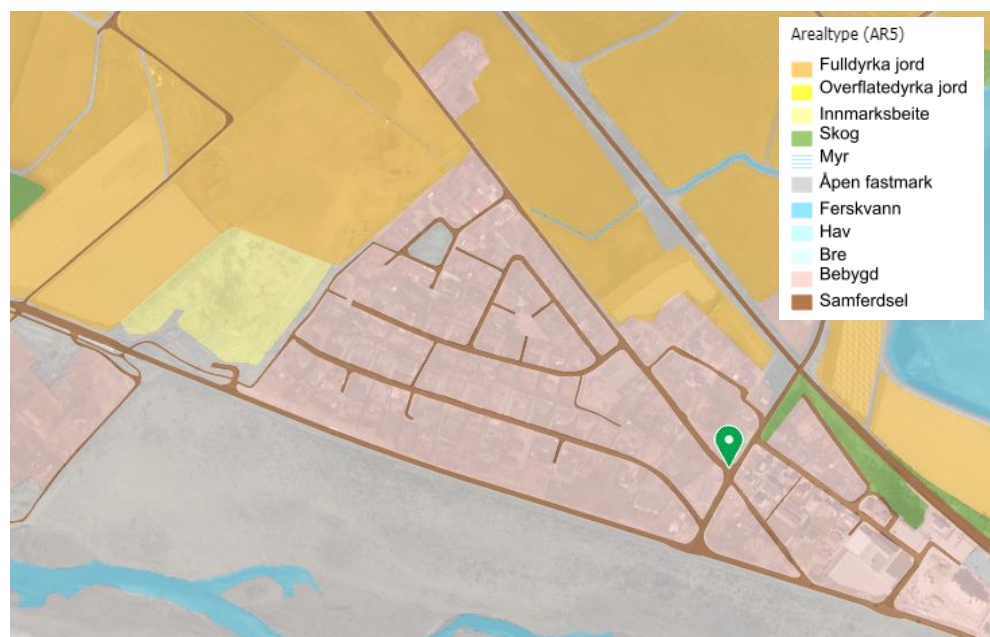 Arealtype (AR5)
Fulldyrka jord
Overflatedyrka jord
Innmarksbeite
Skog
Myr
Åpen fastmark
Ferskvann
Hav
Bre
Bebygd
Samferdsel